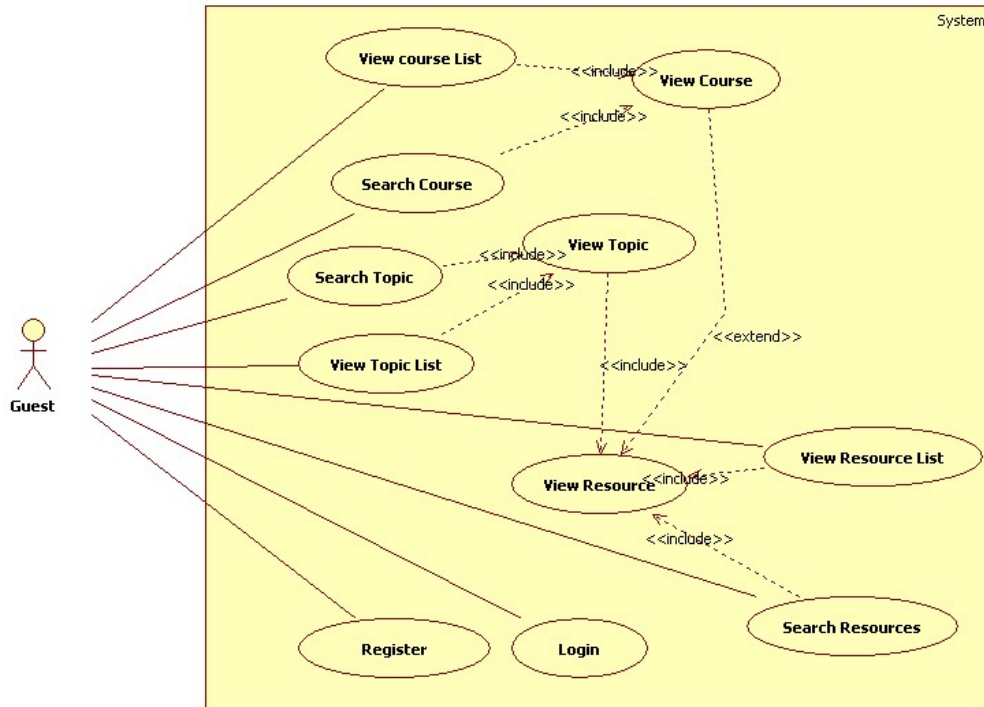 System
View course List
<<include>>
View Course
<<include>>
Search Course
View Topic
<<include>>
Search Topic
<<include>>
<<extend>>
View Topic List
<<include>>
Guest
View Resource List
<<include>>
View Resource
<<include>>
Search Resources
Register
Login